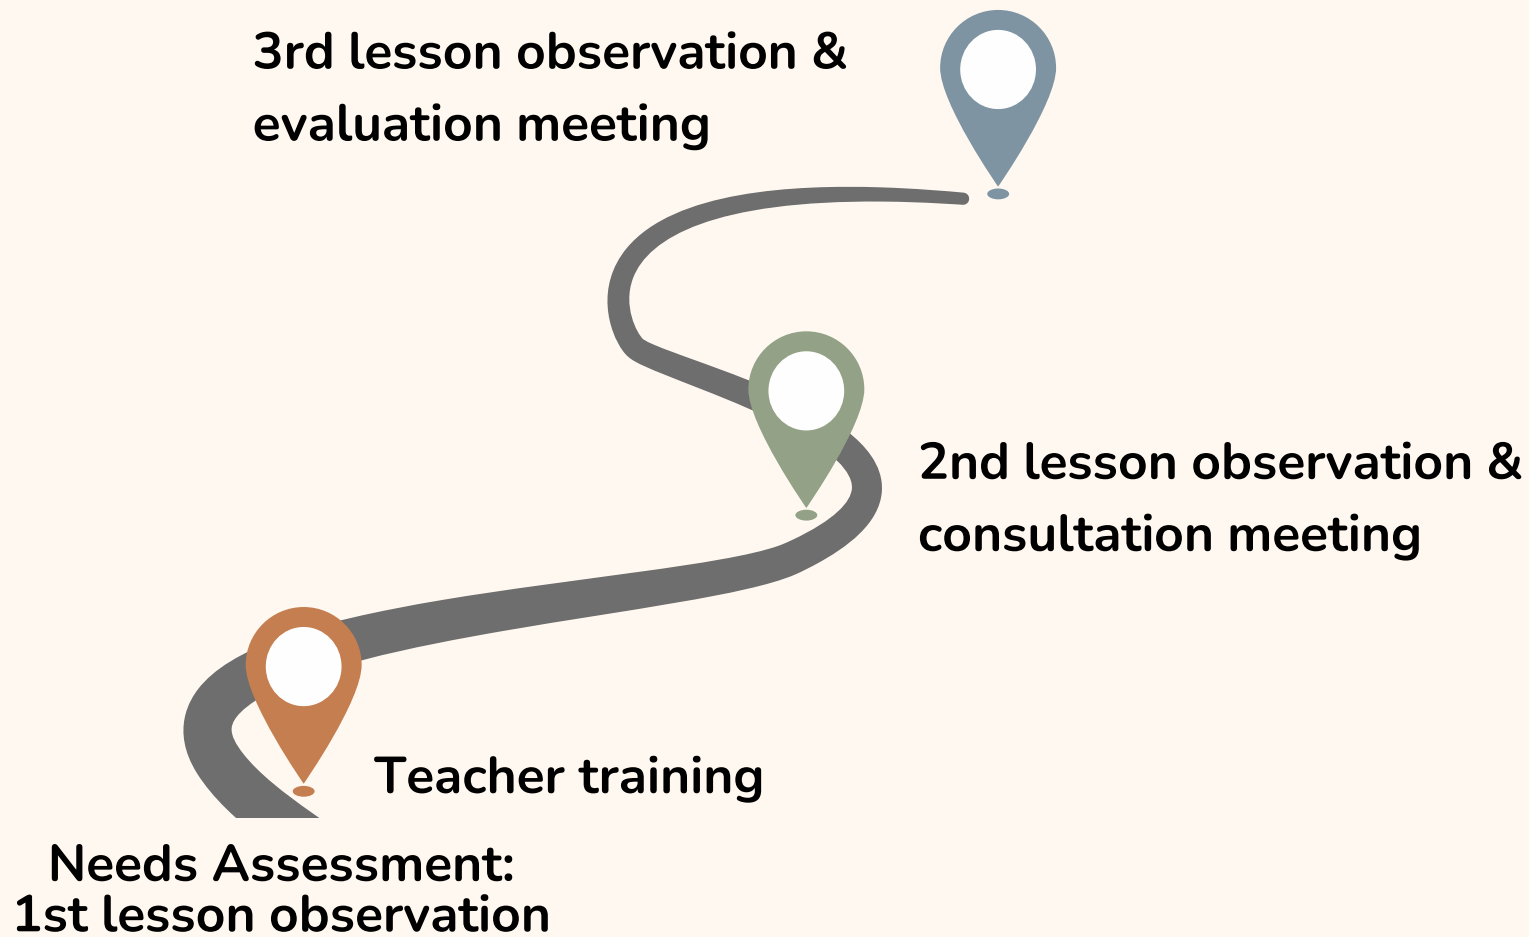 3rd lesson observation &
evaluation meeting
2nd lesson observation &
consultation meeting
Teacher training
Needs Assessment:
1st lesson observation